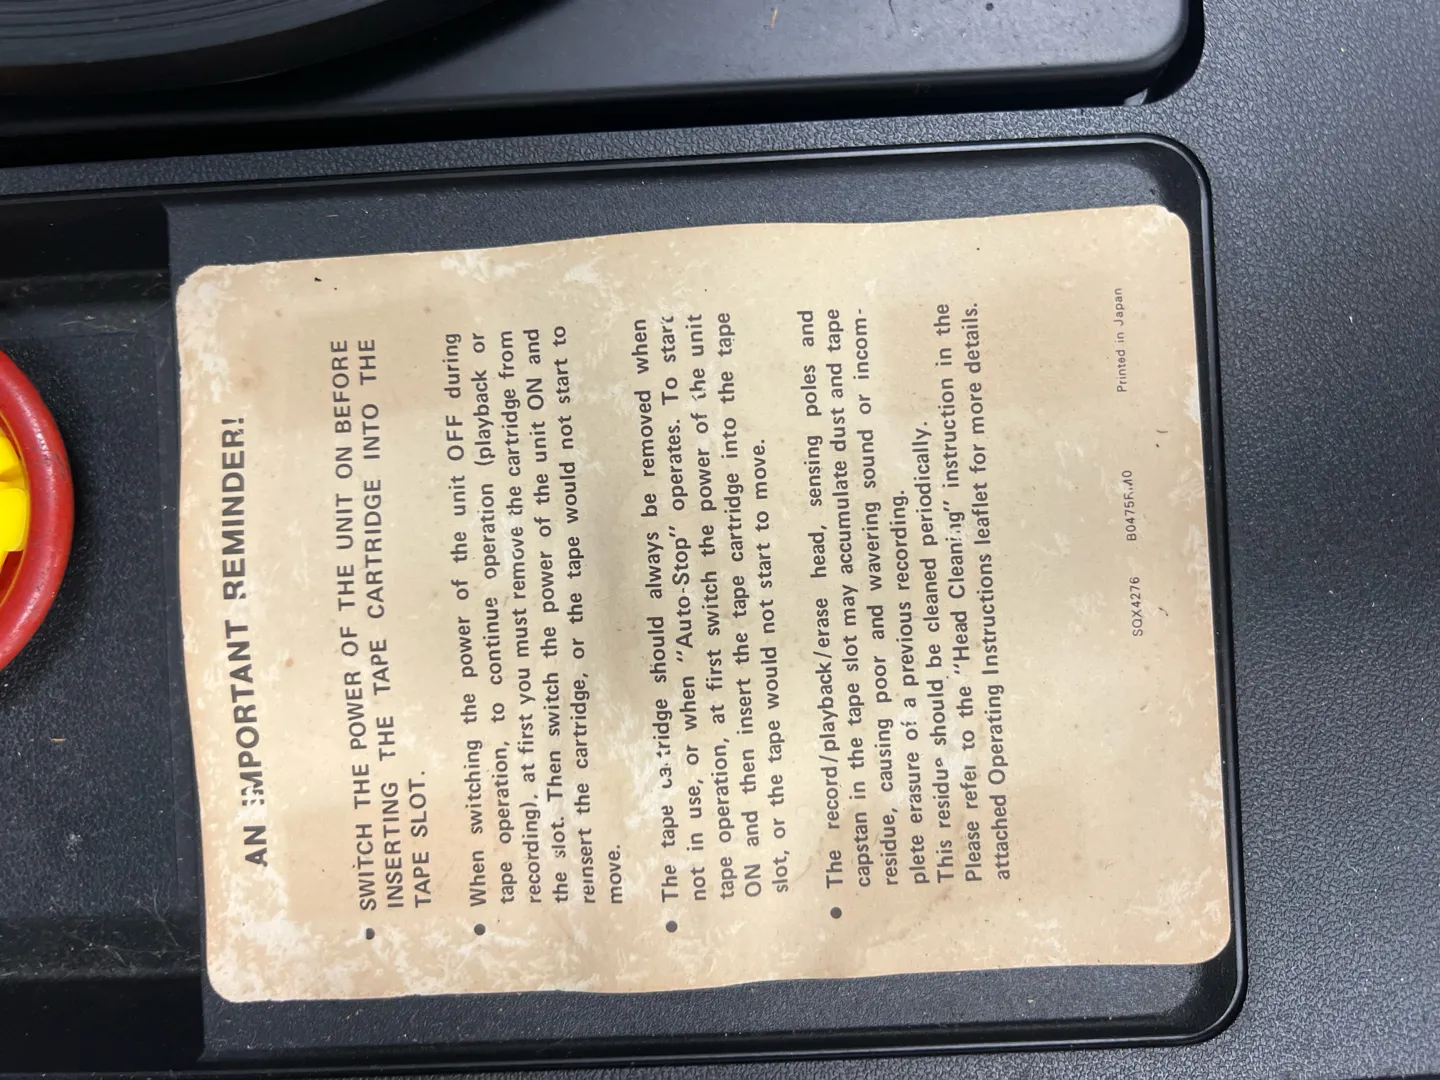 AN IMPORTANT REMINDER!
● SWITCH THE POWER OF THE UNIT ON BEFORE
INSERTING THE TAPE CARTRIDGE INTO THE
TAPE SLOT.
● When switching the power of the unit OFF during
tape operation, to continue operation (playback or
recording), at first you must remove the cartridge from
the slot. Then switch the power of the unit ON and
reinsert the cartridge, or the tape would not start to
move.
● The tape cartridge should always be removed when
not in use, or when "Auto-Stop" operates. To start
tape operation, at first switch the power of the unit
ON and then insert the tape cartridge into the tape
slot, or the tape would not start to move.
● The record/playback/erase head, sensing poles and
capstan in the tape slot may accumulate dust and tape
residue, causing poor and wavering sound or incom-
plete erasure of a previous recording.
This residue should be cleaned periodically.
Please refer to the "Head Cleaning" instruction in the
attached Operating Instructions leaflet for more details.
SQX4276 Printed in Japan